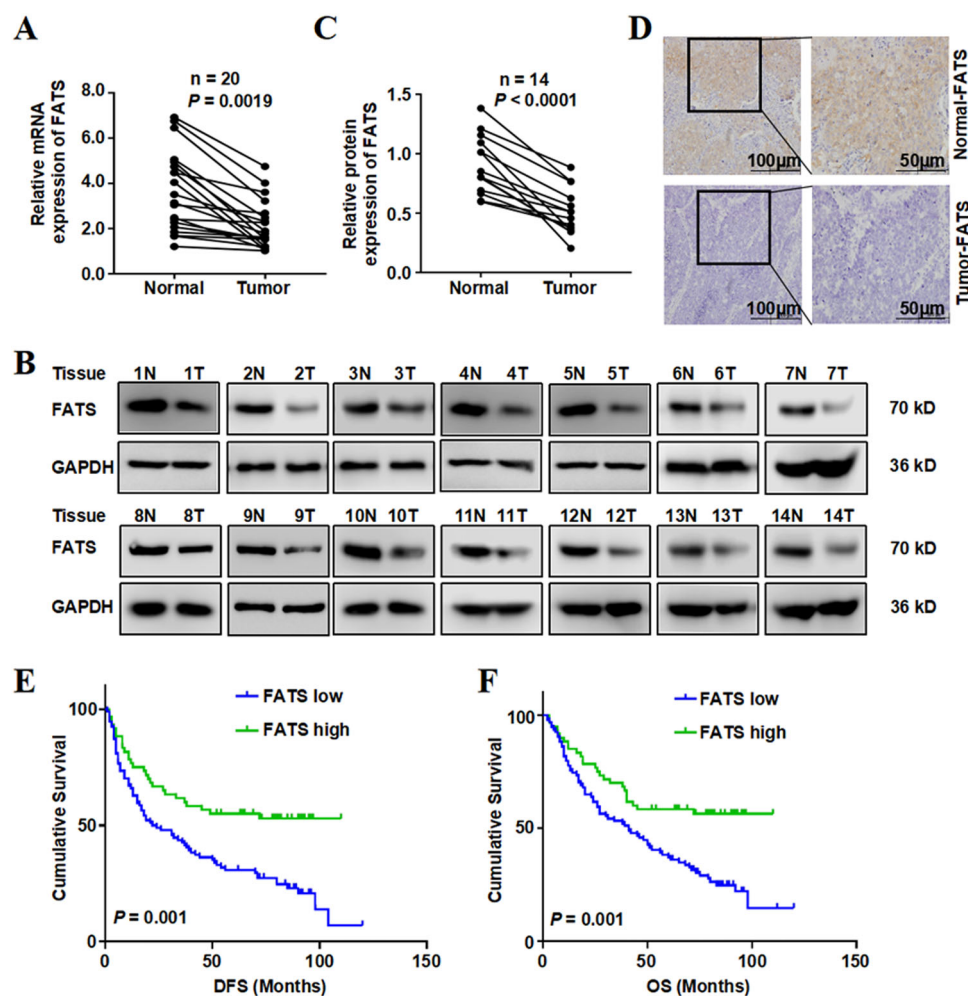 A
n = 20
P = 0.0019
Relative mRNA
expression of FATS
8.0
6.0
4.0
2.0
0.0
Normal Tumor
C
n = 14
P < 0.0001
Relative protein
expression of FATS
1.5
1.0
0.5
0.0
Normal Tumor
D
100μm
50μm
Normal-FATS
100μm
50μm
Tumor-FATS
B
Tissue 1N 1T 2N 2T 3N 3T 4N 4T 5N 5T 6N 6T 7N 7T
FATS 70 kD
GAPDH 36 kD
Tissue 8N 8T 9N 9T 10N 10T 11N 11T 12N 12T 13N 13T 14N 14T
FATS 70 kD
GAPDH 36 kD
E
FATS low
FATS high
Cumulative Survival
100
50
0
P = 0.001
0 50 100 150
DFS (Months)
F
FATS low
FATS high
Cumulative Survival
100
50
0
P = 0.001
0 50 100 150
OS (Months)